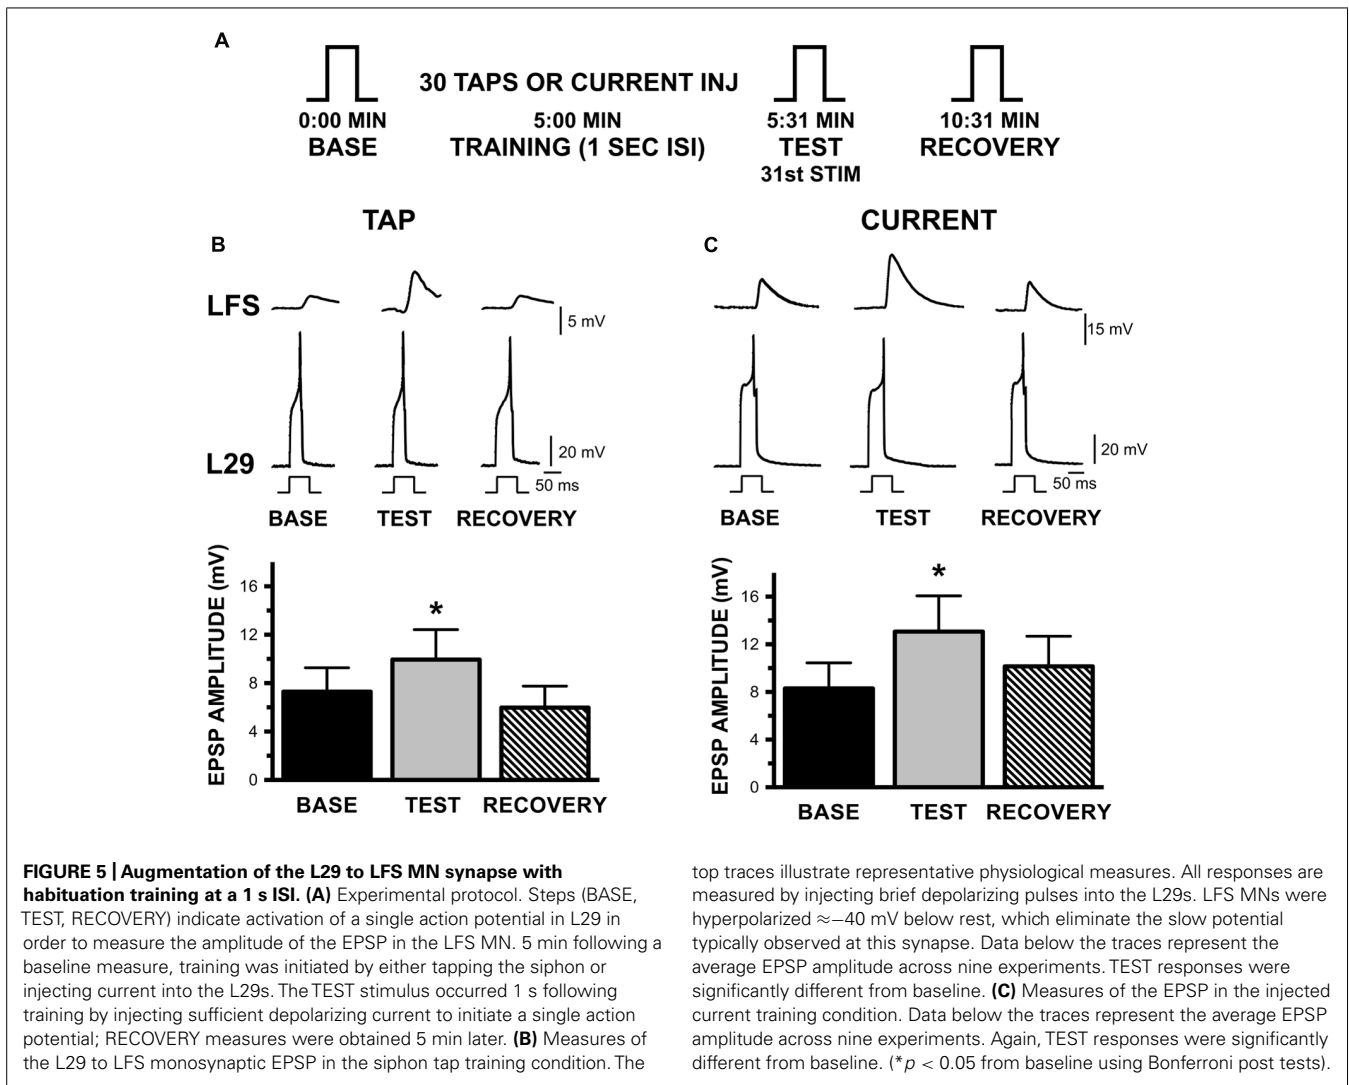 A
30 TAPS OR CURRENT INJ
0:00 MIN 5:00 MIN 5:31 MIN 10:31 MIN
BASE TRAINING (1 SEC ISI) TEST RECOVERY
31st STIM
TAP
B
LFS
5 mV
L29
20 mV
50 ms
BASE TEST RECOVERY
EPSP AMPLITUDE (mV)
16
12
8
4
0
*
BASE TEST RECOVERY
CURRENT
C
15 mV
20 mV
50 ms
BASE TEST RECOVERY
EPSP AMPLITUDE (mV)
16
12
8
4
0
*
BASE TEST RECOVERY
FIGURE 5 | Augmentation of the L29 to LFS MN synapse with
habituation training at a 1 s ISI. (A) Experimental protocol. Steps (BASE,
TEST, RECOVERY) indicate activation of a single action potential in L29 in
order to measure the amplitude of the EPSP in the LFS MN. 5 min following a
baseline measure, training was initiated by either tapping the siphon or
injecting current into the L29s. The TEST stimulus occurred 1 s following
training by injecting sufficient depolarizing current to initiate a single action
potential; RECOVERY measures were obtained 5 min later. (B) Measures of
the L29 to LFS monosynaptic EPSP in the siphon tap training condition. The
top traces illustrate representative physiological measures. All responses are
measured by injecting brief depolarizing pulses into the L29s. LFS MNs were
hyperpolarized ≈−40 mV below rest, which eliminate the slow potential
typically observed at this synapse. Data below the traces represent the
average EPSP amplitude across nine experiments. TEST responses were
significantly different from baseline. (C) Measures of the EPSP in the injected
current training condition. Data below the traces represent the average EPSP
amplitude across nine experiments. Again, TEST responses were significantly
different from baseline. (*p < 0.05 from baseline using Bonferroni post tests).